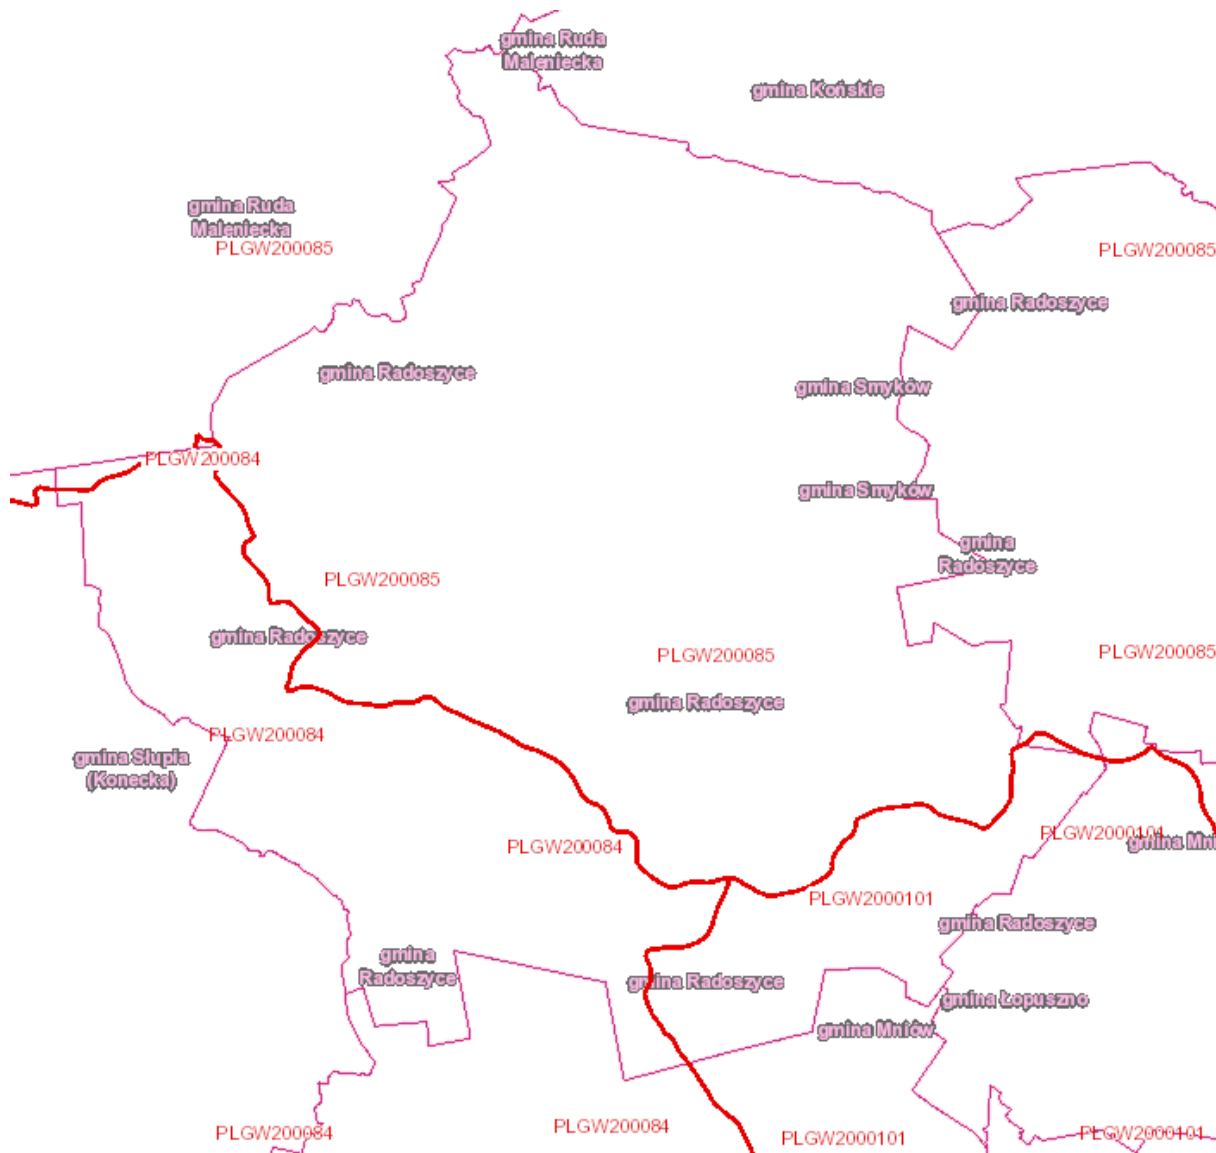 gmina Ruda
Maleniecka
gmina Końskie
gmina Ruda
Maleniecka
PLGW200085
PLGW200085
gmina Radoszyce
gmina Radoszyce
gmina Smyków
PLGW200084
gmina Smyków
gmina
Radoszyce
PLGW200085
gmina Radoszyce
PLGW200085
PLGW200085
gmina Radoszyce
PLGW200084
gmina Słupia
(Konecka)
PLGW2000101
gmina Mni
PLGW200084
PLGW2000101
gmina Radoszyce
gmina
Radoszyce
gmina Radoszyce
gmina Łopuszno
gmina Mniów
PLGW200084
PLGW200084
PLGW2000101
PLGW2000101